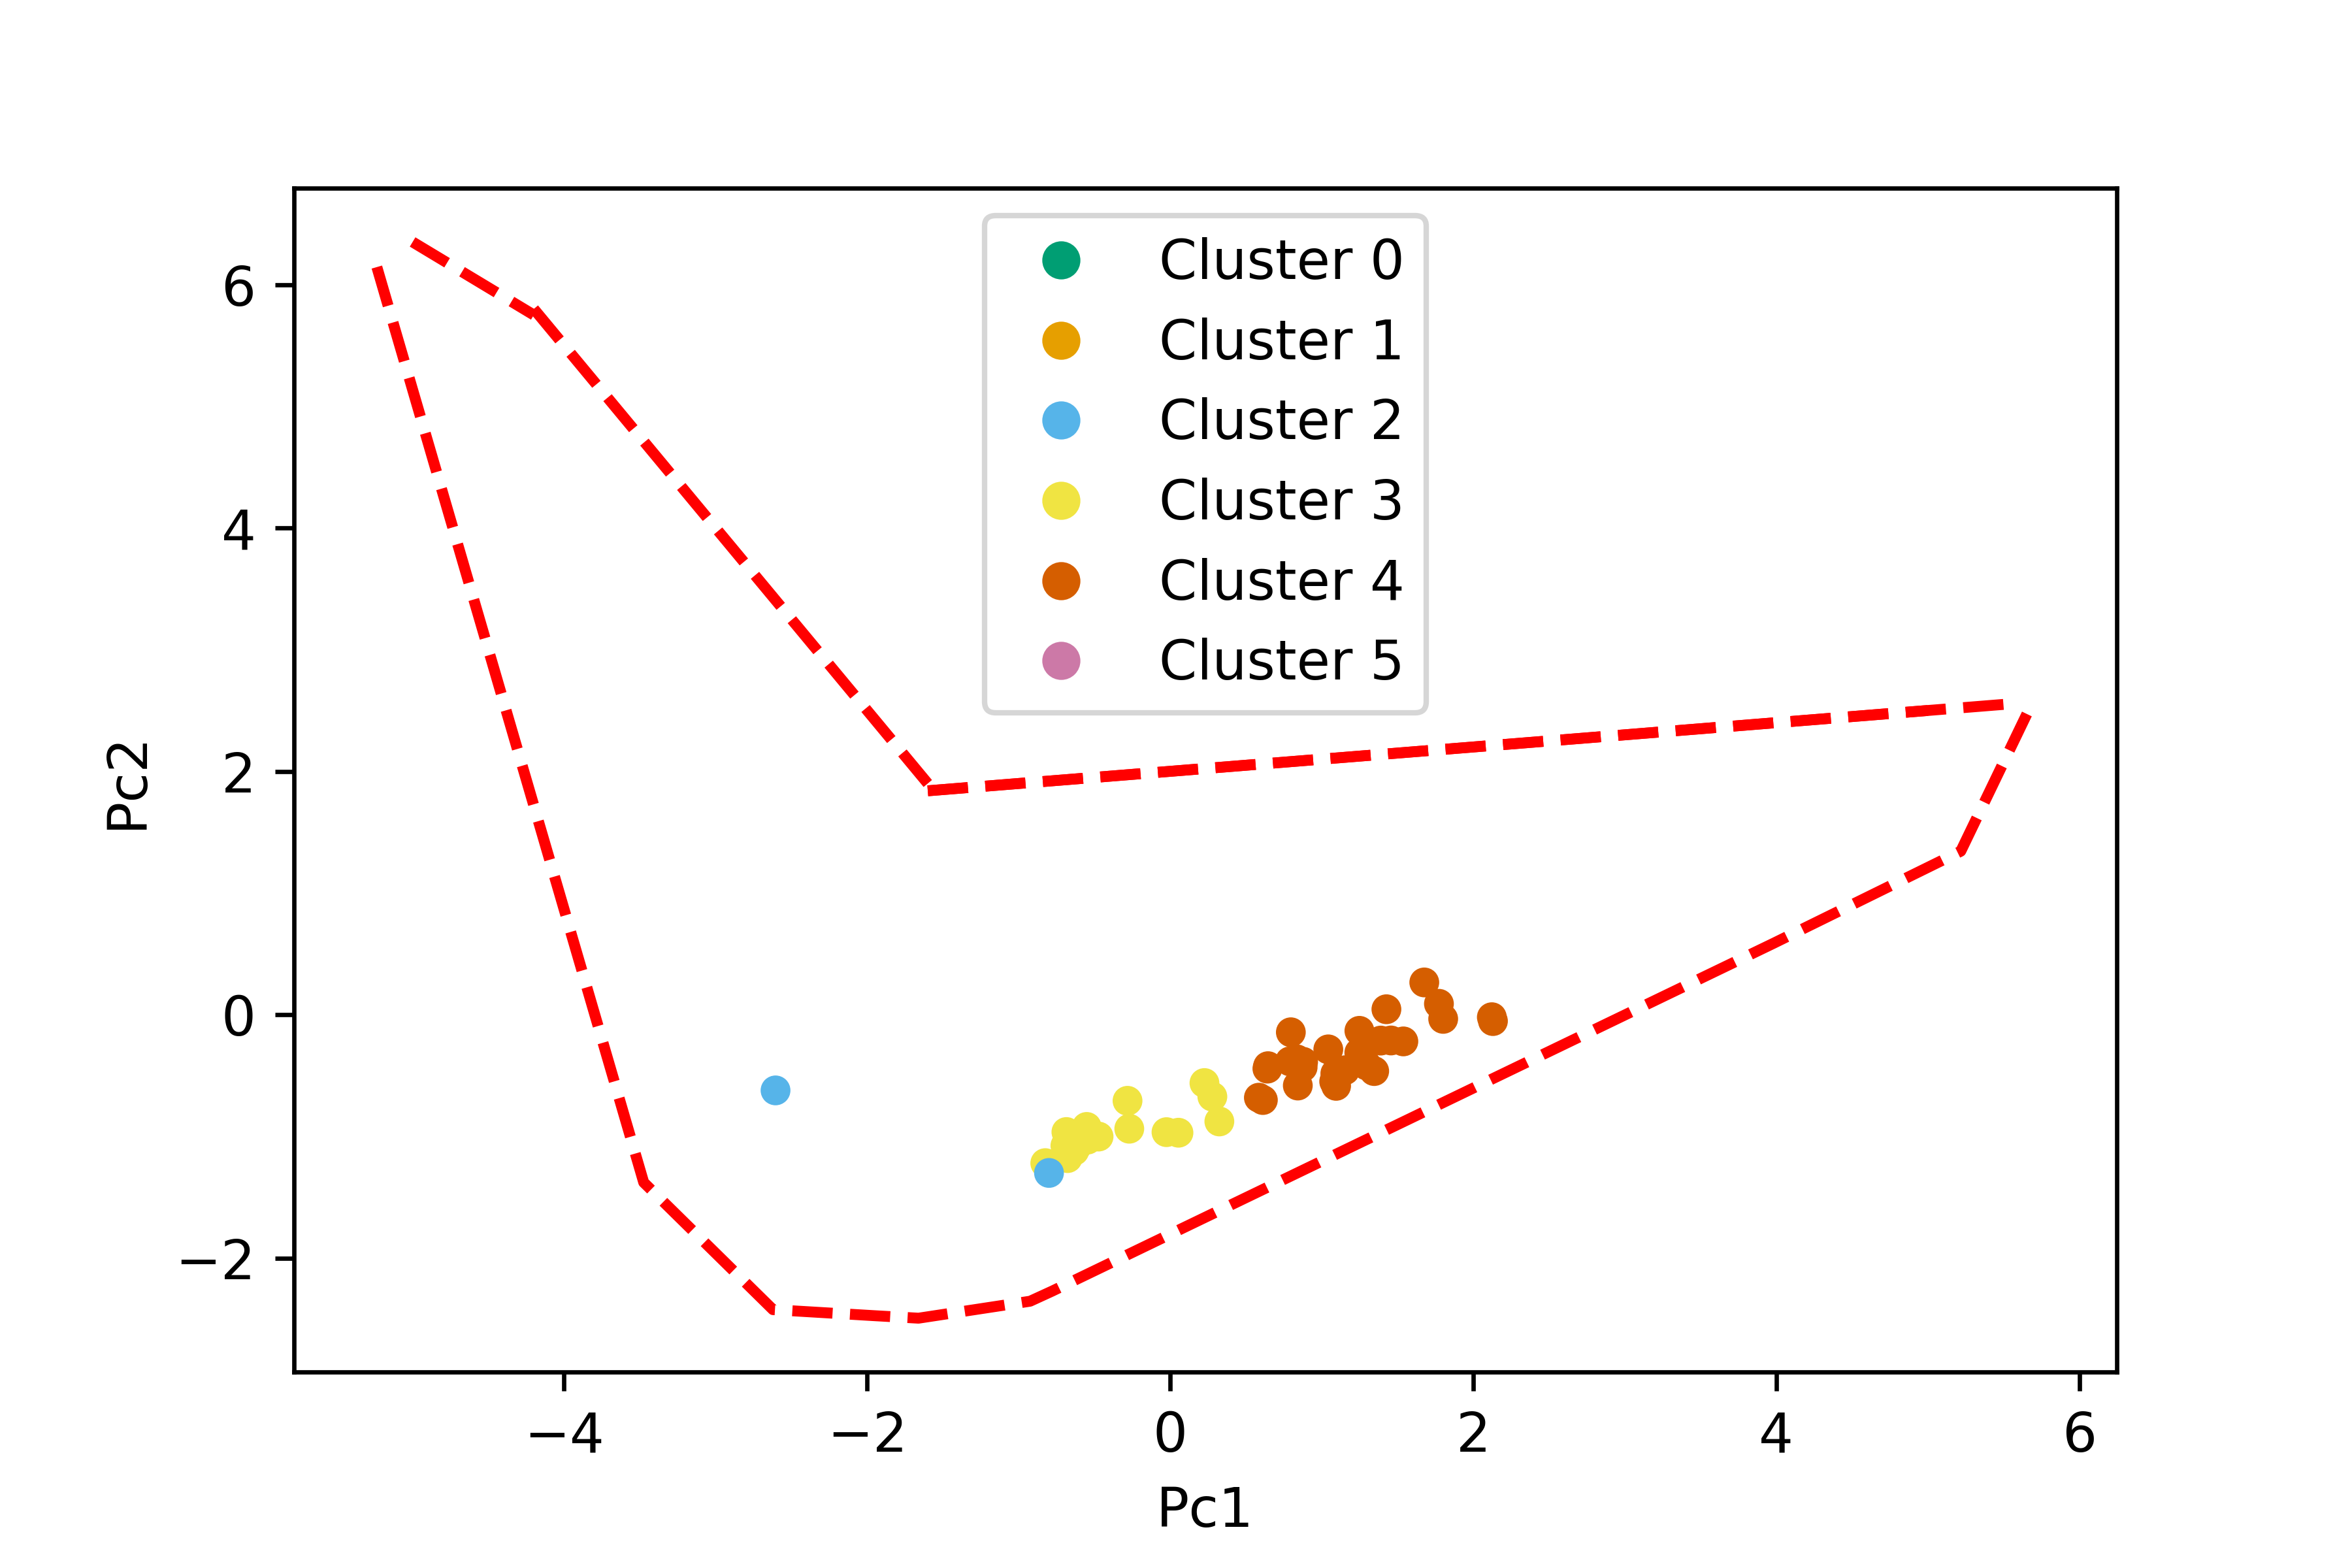 Cluster 0
Cluster 1
Cluster 2
Cluster 3
Cluster 4
Cluster 5
6
4
2
0
−2
Pc2
−4 −2 0 2 4 6
Pc1